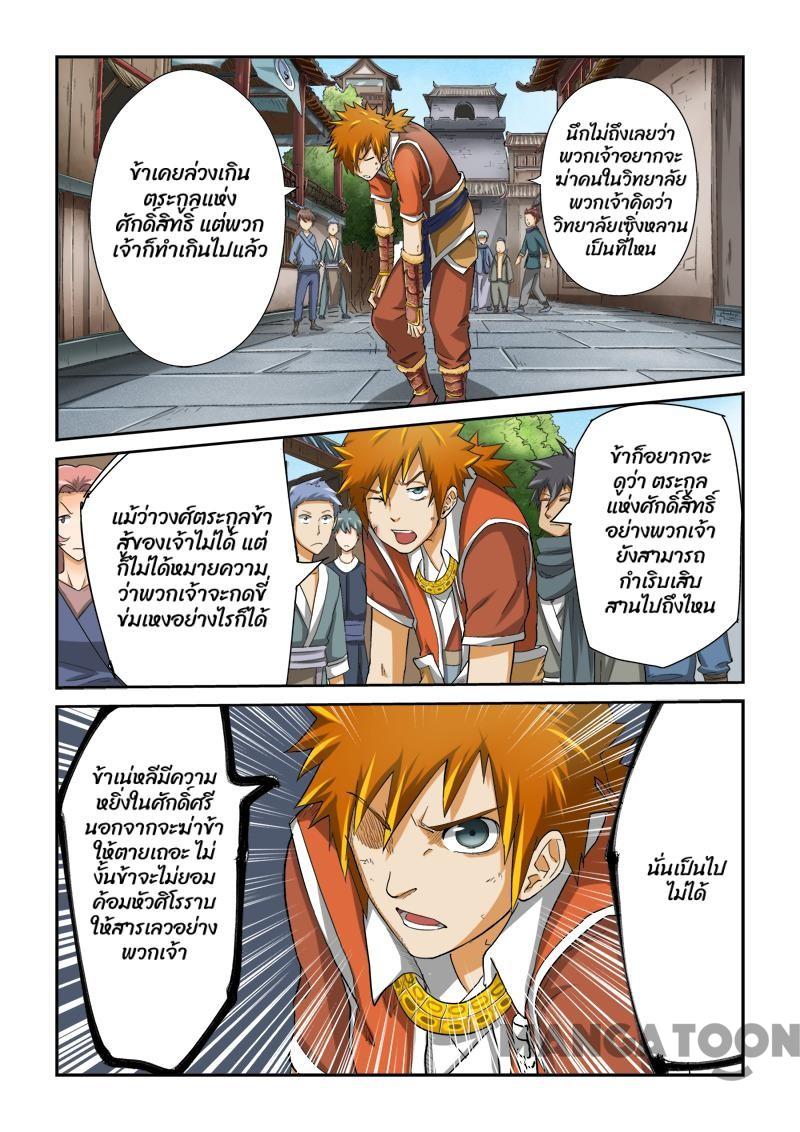 ข้าเคยล่วงเกิน
ตระกูลแห่ง
ศักดิ์สิทธิ์ แต่พวก
เจ้าก็ทำเกินไปแล้ว
นึกไม่ถึงเลยว่า
พวกเจ้าอยากจะ
ฆ่าคนในวิทยาลัย
พวกเจ้าคิดว่า
วิทยาลัยเซิ่งหลาน
เป็นที่ไหน
แม้ว่าวงศ์ตระกูลข้า
สู้ของเจ้าไม่ได้ แต่
ก็ไม่ได้หมายความ
ว่าพวกเจ้าจะกดขี่
ข่มเหงอย่างไรก็ได้
ข้าก็อยากจะ
ดูว่า ตระกูล
แห่งศักดิ์สิทธิ์
อย่างพวกเจ้า
ยังสามารถ
กำเริบเสิบ
สานไปถึงไหน
ข้าเน่หลีมีความ
หยิ่งในศักดิ์ศรี
นอกจากจะฆ่าข้า
ให้ตายเถอะ ไม่
งั้นข้าจะไม่ยอม
ค้อมหัวศิโรราบ
ให้สารเลวอย่าง
พวกเจ้า
นั่นเป็นไป
ไม่ได้
MANGATOON